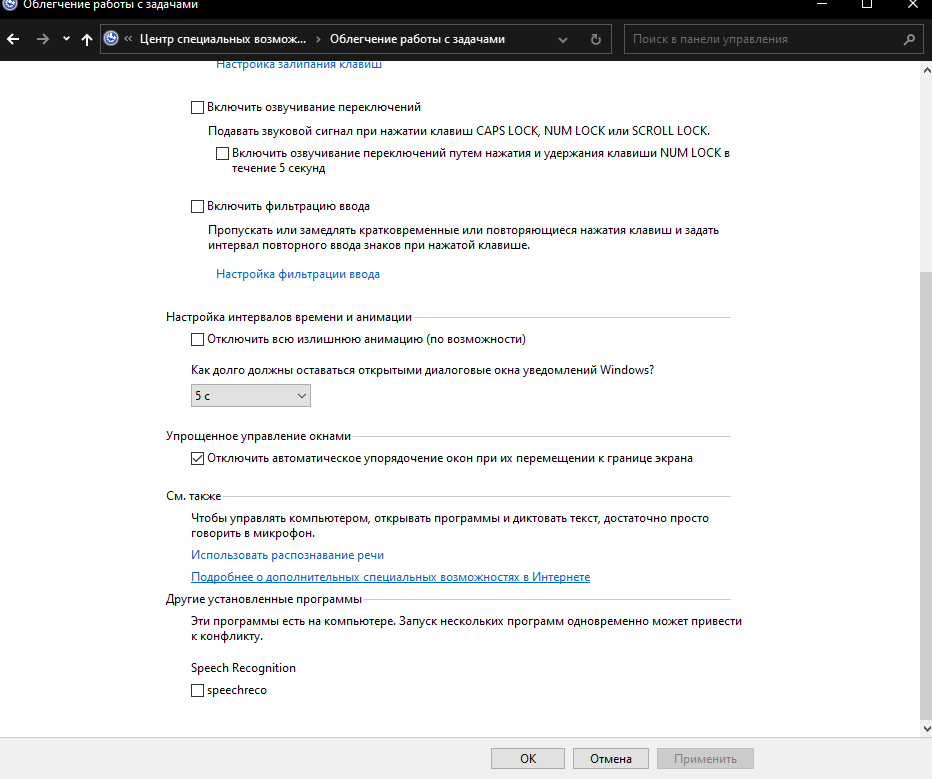 Облегчение работы с задачами
« Центр специальных возмож... › Облегчение работы с задачами
Поиск в панели управления
Настройка залипания клавиш
Включить озвучивание переключений
Подавать звуковой сигнал при нажатии клавиш CAPS LOCK, NUM LOCK или SCROLL LOCK.
Включить озвучивание переключений путем нажатия и удержания клавиши NUM LOCK в
течение 5 секунд
Включить фильтрацию ввода
Пропускать или замедлять кратковременные или повторяющиеся нажатия клавиш и задать
интервал повторного ввода знаков при нажатой клавише.
Настройка фильтрации ввода
Настройка интервалов времени и анимации
Отключить всю излишнюю анимацию (по возможности)
Как долго должны оставаться открытыми диалоговые окна уведомлений Windows?
5 с
Упрощенное управление окнами
Отключить автоматическое упорядочение окон при их перемещении к границе экрана
См. также
Чтобы управлять компьютером, открывать программы и диктовать текст, достаточно просто
говорить в микрофон.
Использовать распознавание речи
Подробнее о дополнительных специальных возможностях в Интернете
Другие установленные программы
Эти программы есть на компьютере. Запуск нескольких программ одновременно может привести
к конфликту.
Speech Recognition
speechreco
ОК
Отмена
Применить